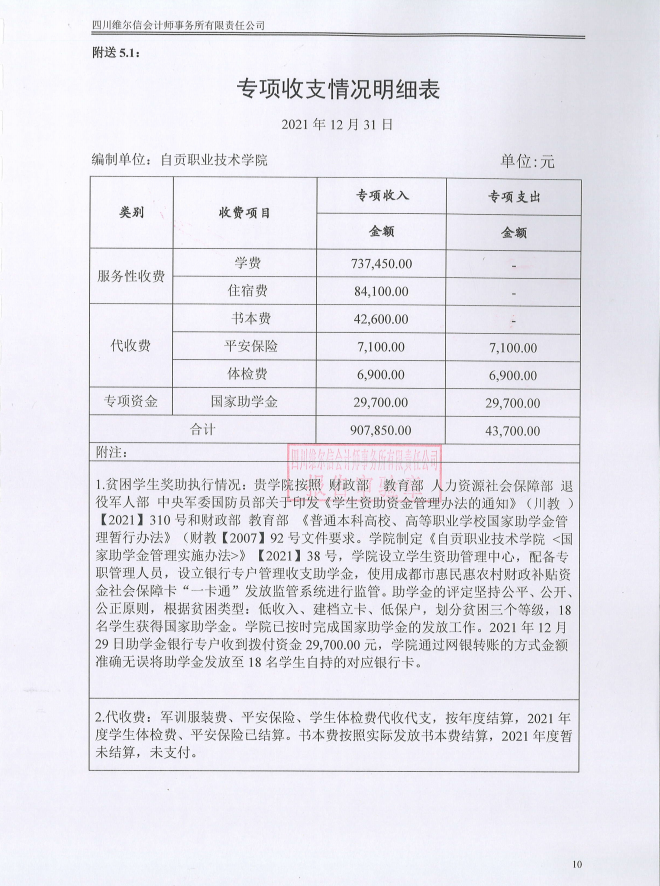 四川维尔信会计师事务所有限责任公司
附送 5.1：
专项收支情况明细表
2021 年 12 月 31 日
编制单位：自贡职业技术学院 单位:元
类别 收费项目 专项收入 专项支出
金额 金额
服务性收费 学费 737,450.00 -
住宿费 84,100.00 -
代收费 书本费 42,600.00 -
平安保险 7,100.00 7,100.00
体检费 6,900.00 6,900.00
专项资金 国家助学金 29,700.00 29,700.00
合计 907,850.00 43,700.00
附注：
四川维尔信会计师事务所有限责任公司
1.贫困学生奖助执行情况：贵学院按照 财政部 教育部 人力资源社会保障部 退
役军人部 中央军委国防员部关于印发《学生资助资金管理办法的通知》（川教 ）
【2021】310 号和财政部 教育部 《普通本科高校、高等职业学校国家助学金管
理暂行办法》（财教【2007】92 号文件要求。学院制定《自贡职业技术学院 <国
家助学金管理实施办法>》【2021】38 号，学院设立学生资助管理中心，配备专
职管理人员，设立银行专户管理收支助学金，使用成都市惠民惠农村财政补贴资
金社会保障卡“一卡通”发放监管系统进行监管。助学金的评定坚持公平、公开、
公正原则，根据贫困类型：低收入、建档立卡、低保户，划分贫困三个等级，18
名学生获得国家助学金。学院已按时完成国家助学金的发放工作。2021 年 12 月
29 日助学金银行专户收到拨付资金 29,700.00 元，学院通过网银转账的方式金额
准确无误将助学金发放至 18 名学生自持的对应银行卡。
2.代收费：军训服装费、平安保险、学生体检费代收代支，按年度结算，2021 年
度学生体检费、平安保险已结算。书本费按照实际发放书本费结算，2021 年度暂
未结算，未支付。
10